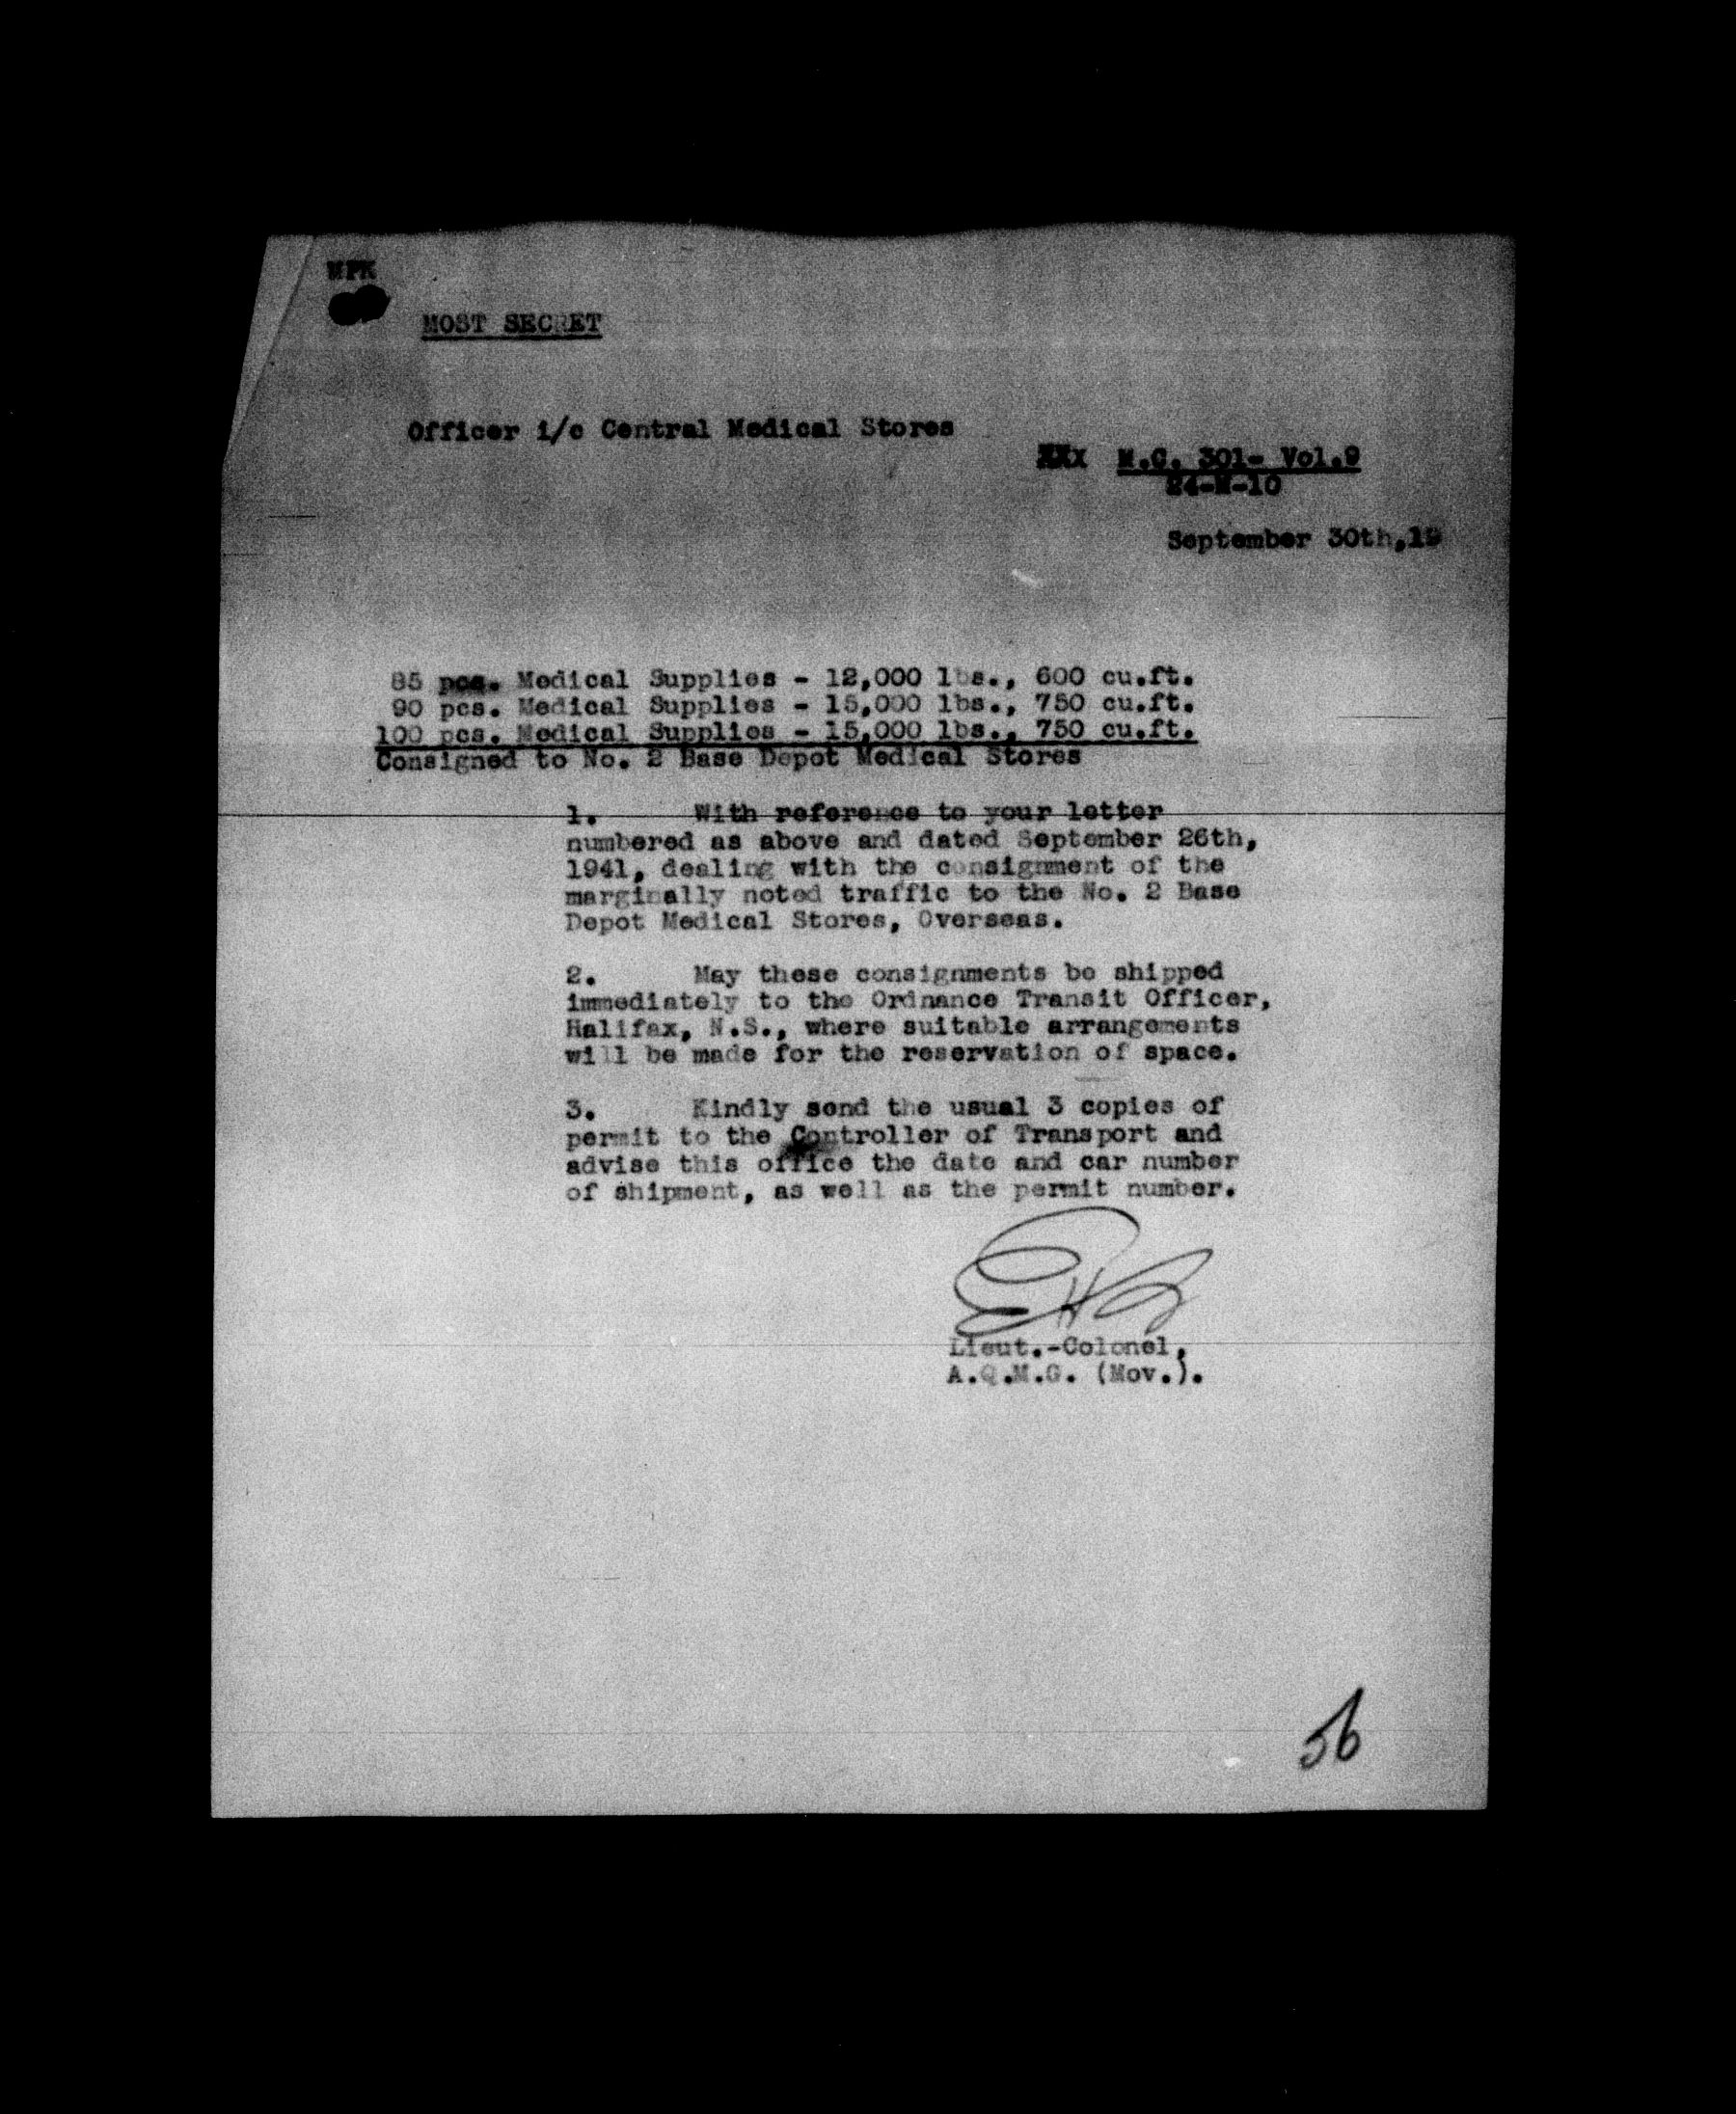 MFK
MOST SECRET
Officer i/c Central Medical Stores
XXx M.C. 301- Vol.9
24-M-10
September 30th,19
85 pcs. Medical Supplies - 12,000 lbs., 600 cu.ft.
90 pcs. Medical Supplies - 15,000 lbs., 750 cu.ft.
100 pcs. Medical Supplies - 15,000 lbs., 750 cu.ft.
Consigned to No. 2 Base Depot Medical Stores
1. With reference to your letter
numbered as above and dated September 26th,
1941, dealing with the consignment of the
marginally noted traffic to the No. 2 Base
Depot Medical Stores, Overseas.
2. May these consignments be shipped
immediately to the Ordnance Transit Officer,
Halifax, N.S., where suitable arrangements
will be made for the reservation of space.
3. Kindly send the usual 3 copies of
permit to the Controller of Transport and
advise this office the date and car number
of shipment, as well as the permit number.
Lieut.-Colonel,
A.Q.M.G. (Mov.).
56